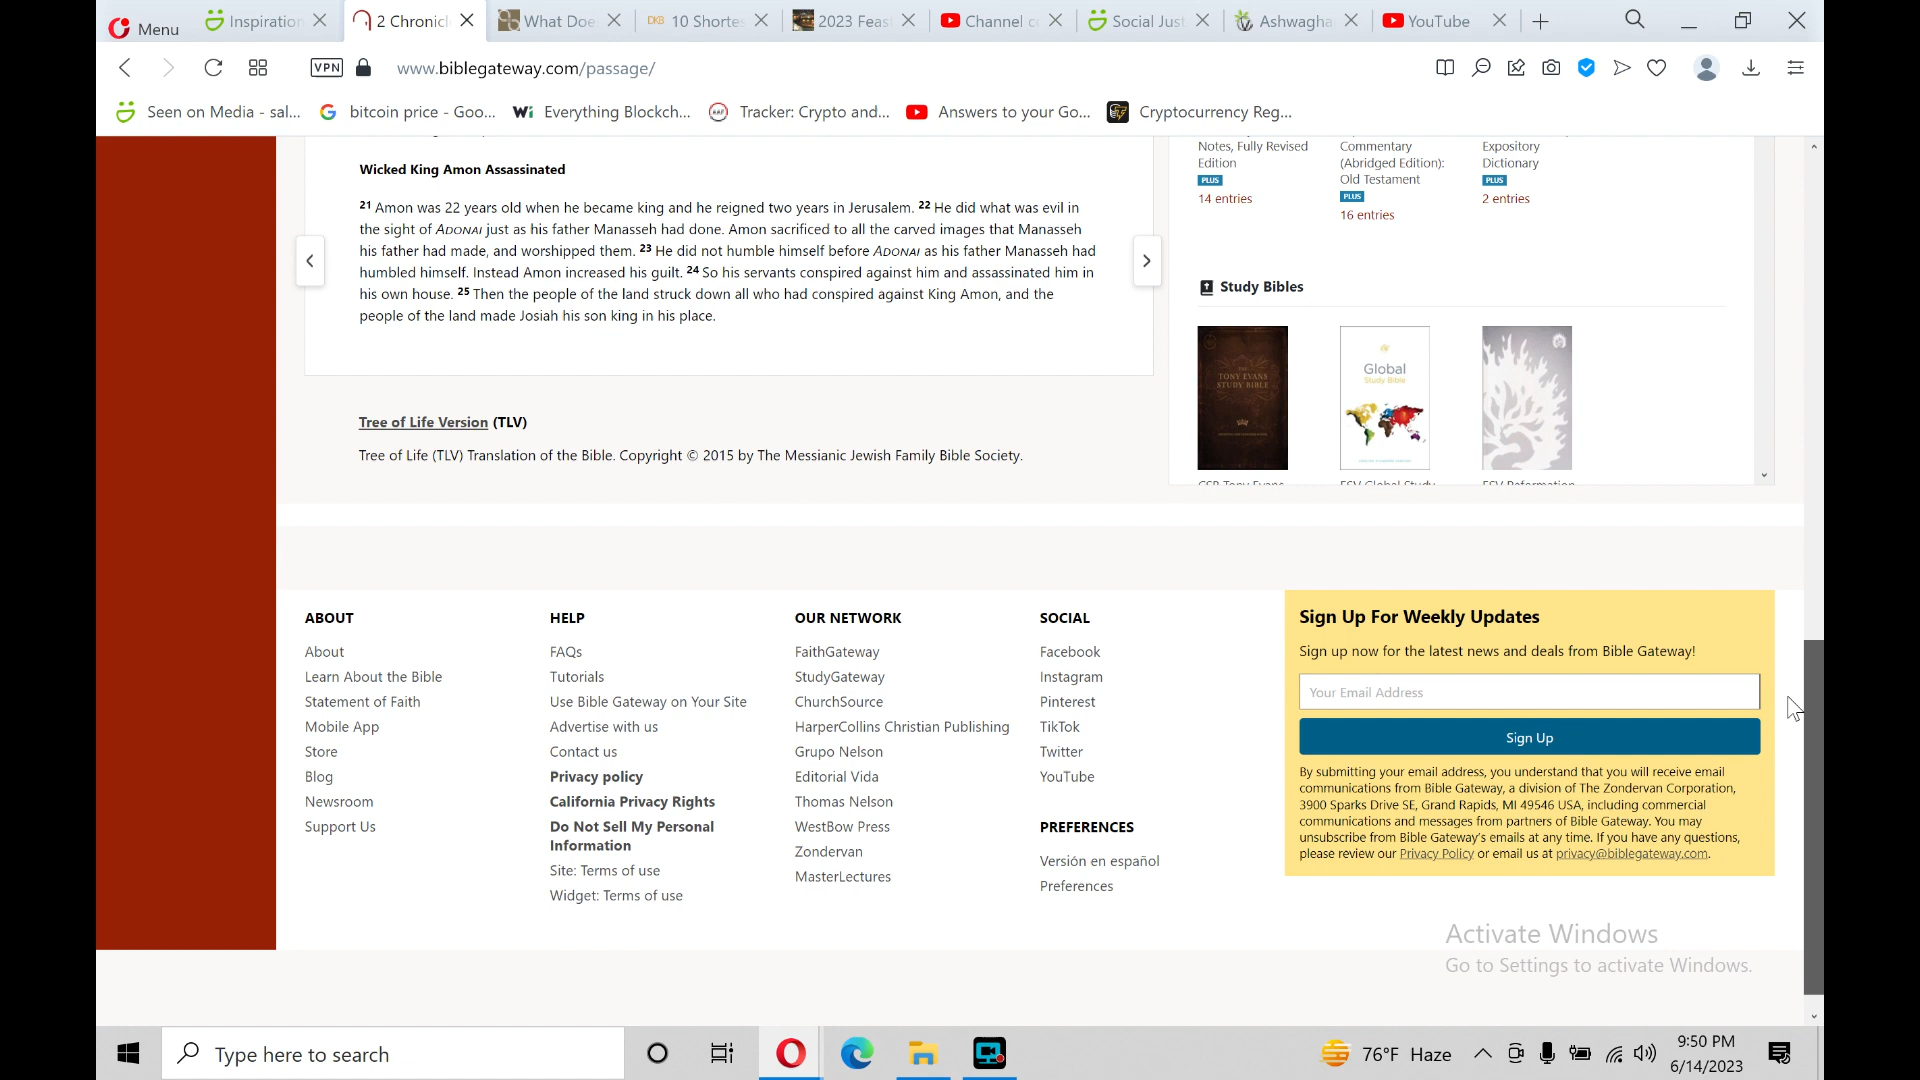 Menu
Inspiration
2 Chronicl
What Doe
10 Shortes
2023 Feas
Channel c
Social Just
Ashwagha
YouTube
VPN
www.biblegateway.com/passage/
Seen on Media - sal...
bitcoin price - Goo...
Everything Blockch...
Tracker: Crypto and...
Answers to your Go...
Cryptocurrency Reg...
Wicked King Amon Assassinated
21 Amon was 22 years old when he became king and he reigned two years in Jerusalem. 22 He did what was evil in
the sight of ADONAI just as his father Manasseh had done. Amon sacrificed to all the carved images that Manasseh
his father had made, and worshipped them. 23 He did not humble himself before ADONAI as his father Manasseh had
humbled himself. Instead Amon increased his guilt. 24 So his servants conspired against him and assassinated him in
his own house. 25 Then the people of the land struck down all who had conspired against King Amon, and the
people of the land made Josiah his son king in his place.
Tree of Life Version (TLV)
Tree of Life (TLV) Translation of the Bible. Copyright © 2015 by The Messianic Jewish Family Bible Society.
Notes, Fully Revised
Edition
PLUS
14 entries
Commentary
(Abridged Edition):
Old Testament
PLUS
16 entries
Expository
Dictionary
PLUS
2 entries
Study Bibles
THE
TONY EVANS
STUDY BIBLE
Global
Study Bible
CSB Tony Evans
ESV Global Study
ESV Reformation
ABOUT
About
Learn About the Bible
Statement of Faith
Mobile App
Store
Blog
Newsroom
Support Us
HELP
FAQs
Tutorials
Use Bible Gateway on Your Site
Advertise with us
Contact us
Privacy policy
California Privacy Rights
Do Not Sell My Personal
Information
Site: Terms of use
Widget: Terms of use
OUR NETWORK
FaithGateway
StudyGateway
ChurchSource
HarperCollins Christian Publishing
Grupo Nelson
Editorial Vida
Thomas Nelson
WestBow Press
Zondervan
MasterLectures
SOCIAL
Facebook
Instagram
Pinterest
TikTok
Twitter
YouTube
PREFERENCES
Versión en español
Preferences
Sign Up For Weekly Updates
Sign up now for the latest news and deals from Bible Gateway!
Your Email Address
Sign Up
By submitting your email address, you understand that you will receive email
communications from Bible Gateway, a division of The Zondervan Corporation,
3900 Sparks Drive SE, Grand Rapids, MI 49546 USA, including commercial
communications and messages from partners of Bible Gateway. You may
unsubscribe from Bible Gateway's emails at any time. If you have any questions,
please review our Privacy Policy or email us at privacy@biblegateway.com.
Activate Windows
Go to Settings to activate Windows.
Type here to search
76°F Haze
9:50 PM
6/14/2023